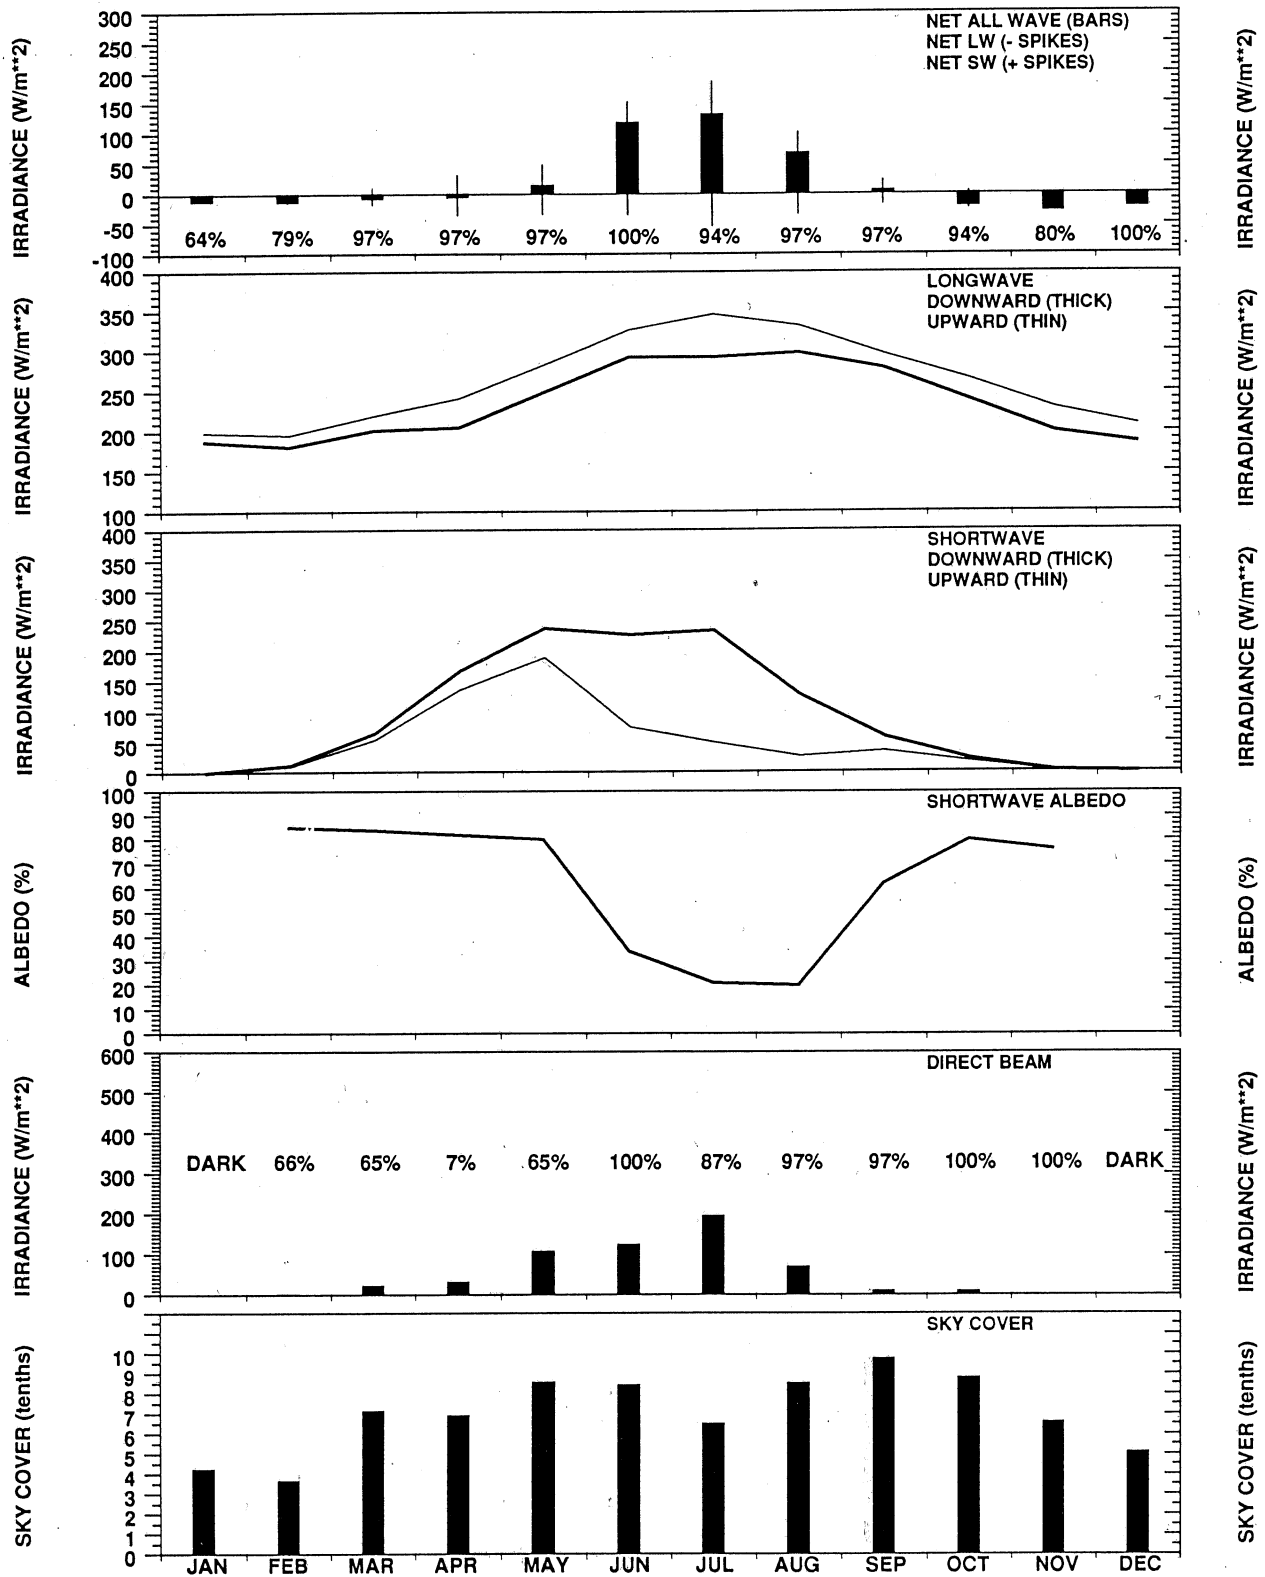 IRRADIANCE (W/m**2)
300
250
200
150
100
50
0
-50
-100
NET ALL WAVE (BARS)
NET LW (- SPIKES)
NET SW (+ SPIKES)
64% 79% 97% 97% 97% 100% 94% 97% 97% 94% 80% 100%
IRRADIANCE (W/m**2)
IRRADIANCE (W/m**2)
400
350
300
250
200
150
100
LONGWAVE
DOWNWARD (THICK)
UPWARD (THIN)
IRRADIANCE (W/m**2)
IRRADIANCE (W/m**2)
400
350
300
250
200
150
100
50
0
SHORTWAVE
DOWNWARD (THICK)
UPWARD (THIN)
IRRADIANCE (W/m**2)
ALBEDO (%)
100
90
80
70
60
50
40
30
20
10
0
SHORTWAVE ALBEDO
ALBEDO (%)
IRRADIANCE (W/m**2)
600
500
400
300
200
100
0
DIRECT BEAM
DARK 66% 65% 7% 65% 100% 87% 97% 97% 100% 100% DARK
IRRADIANCE (W/m**2)
SKY COVER (tenths)
10
9
8
7
6
5
4
3
2
1
0
SKY COVER
SKY COVER (tenths)
JAN FEB MAR APR MAY JUN JUL AUG SEP OCT NOV DEC